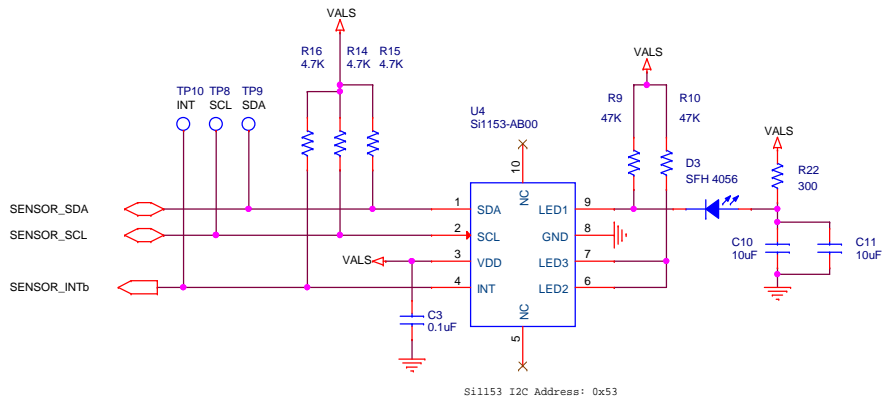 VALS
R16 R14 R15
4.7K 4.7K 4.7K
VALS
TP10 TP8 TP9
INT SCL SDA
R9 R10
47K 47K
U4
Si1153-AB00
VALS
D3
SFH 4056
R22
300
10
NC
SENSOR_SDA 1 SDA LED1 9
SENSOR_SCL 2 SCL GND 8
VALS 3 VDD LED3 7
SENSOR_INTb 4 INT LED2 6
C10 C11
10uF 10uF
C3
0.1uF
NC
5
Si1153 I2C Address: 0x53